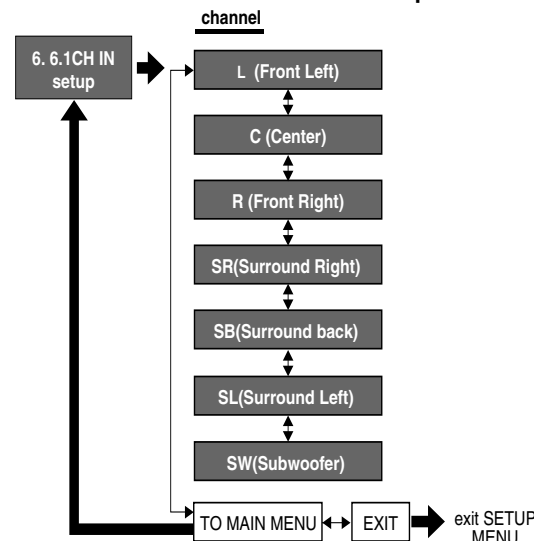 channel
6. 6.1CH IN
setup
L (Front Left)
C (Center)
R (Front Right)
SR(Surround Right)
SB(Surround back)
SL(Surround Left)
SW(Subwoofer)
TO MAIN MENU
EXIT
exit SETUP
MENU